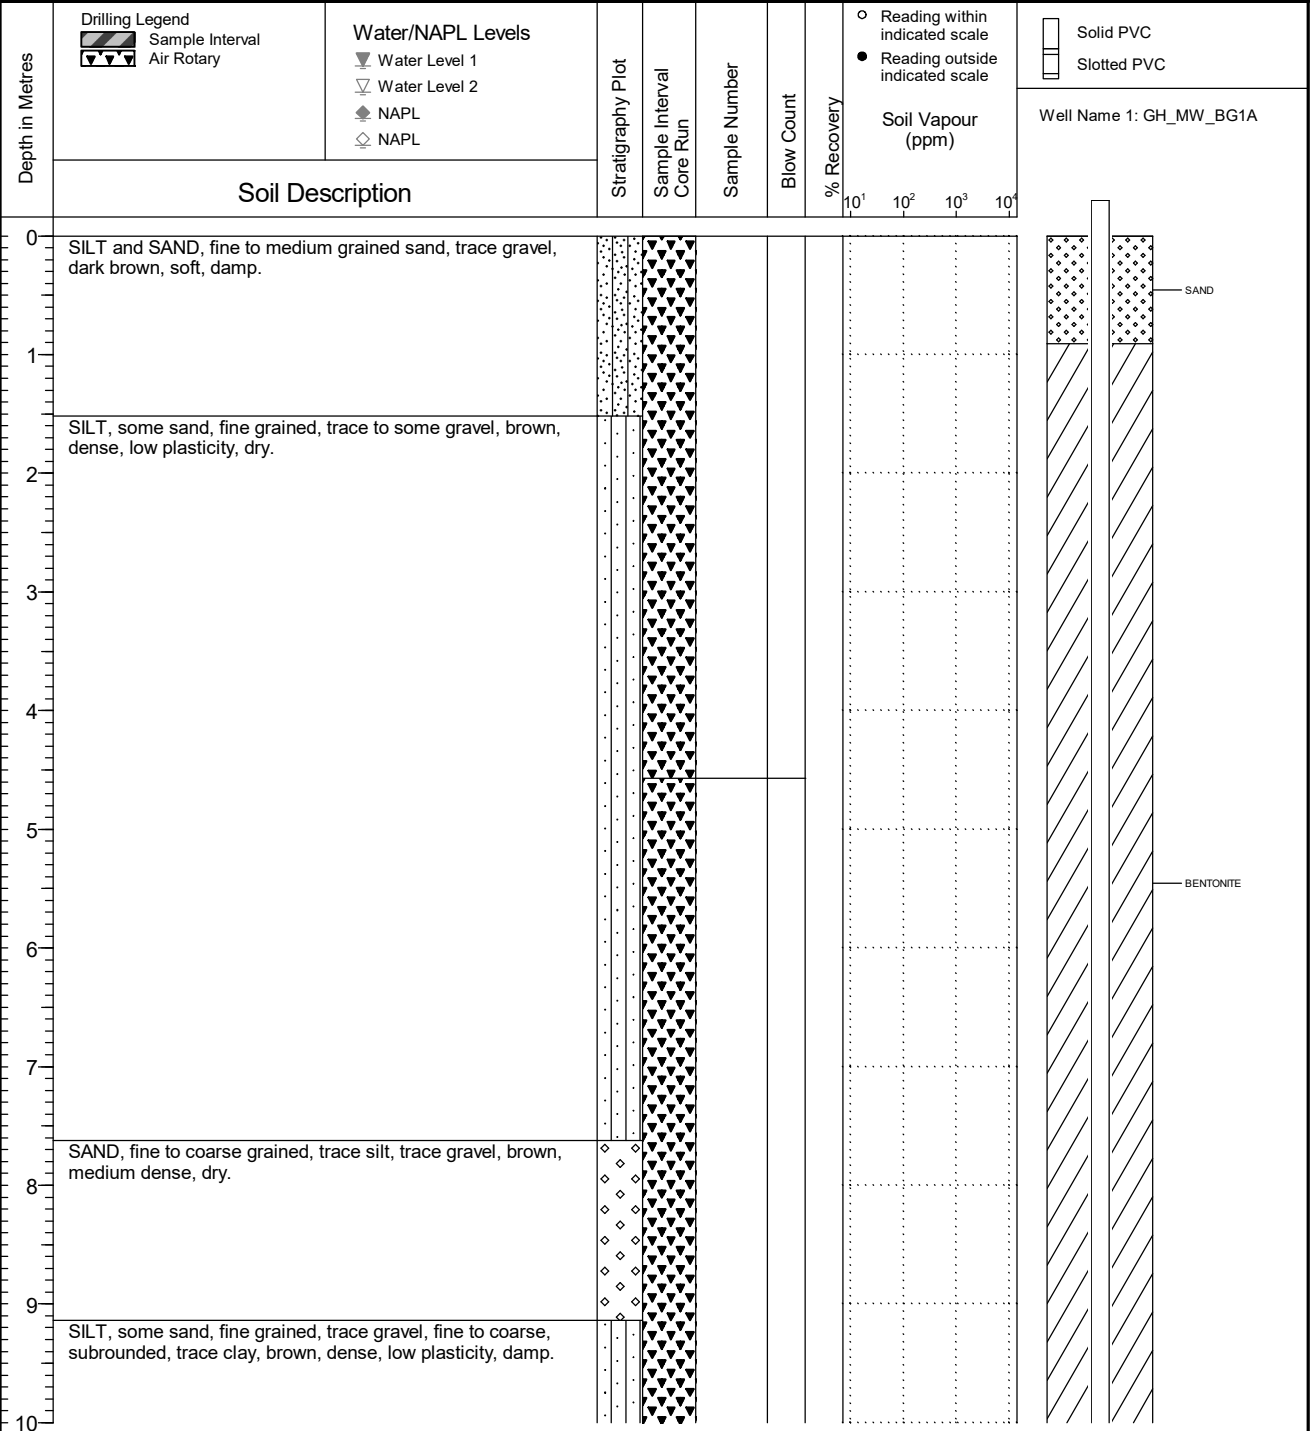 Depth in Metres
Drilling Legend
Sample Interval
Air Rotary
Water/NAPL Levels
Water Level 1
Water Level 2
NAPL
NAPL
Soil Description
Stratigraphy Plot
Sample Interval
Core Run
Sample Number
Blow Count
% Recovery
Reading within
indicated scale
Reading outside
indicated scale
Soil Vapour
(ppm)
10¹ 10² 10³ 10⁴
Solid PVC
Slotted PVC
Well Name 1: GH_MW_BG1A
0
SILT and SAND, fine to medium grained sand, trace gravel,
dark brown, soft, damp.
SAND
1
SILT, some sand, fine grained, trace to some gravel, brown,
dense, low plasticity, dry.
2
3
4
5
BENTONITE
6
7
SAND, fine to coarse grained, trace silt, trace gravel, brown,
medium dense, dry.
8
9
SILT, some sand, fine grained, trace gravel, fine to coarse,
subrounded, trace clay, brown, dense, low plasticity, damp.
10